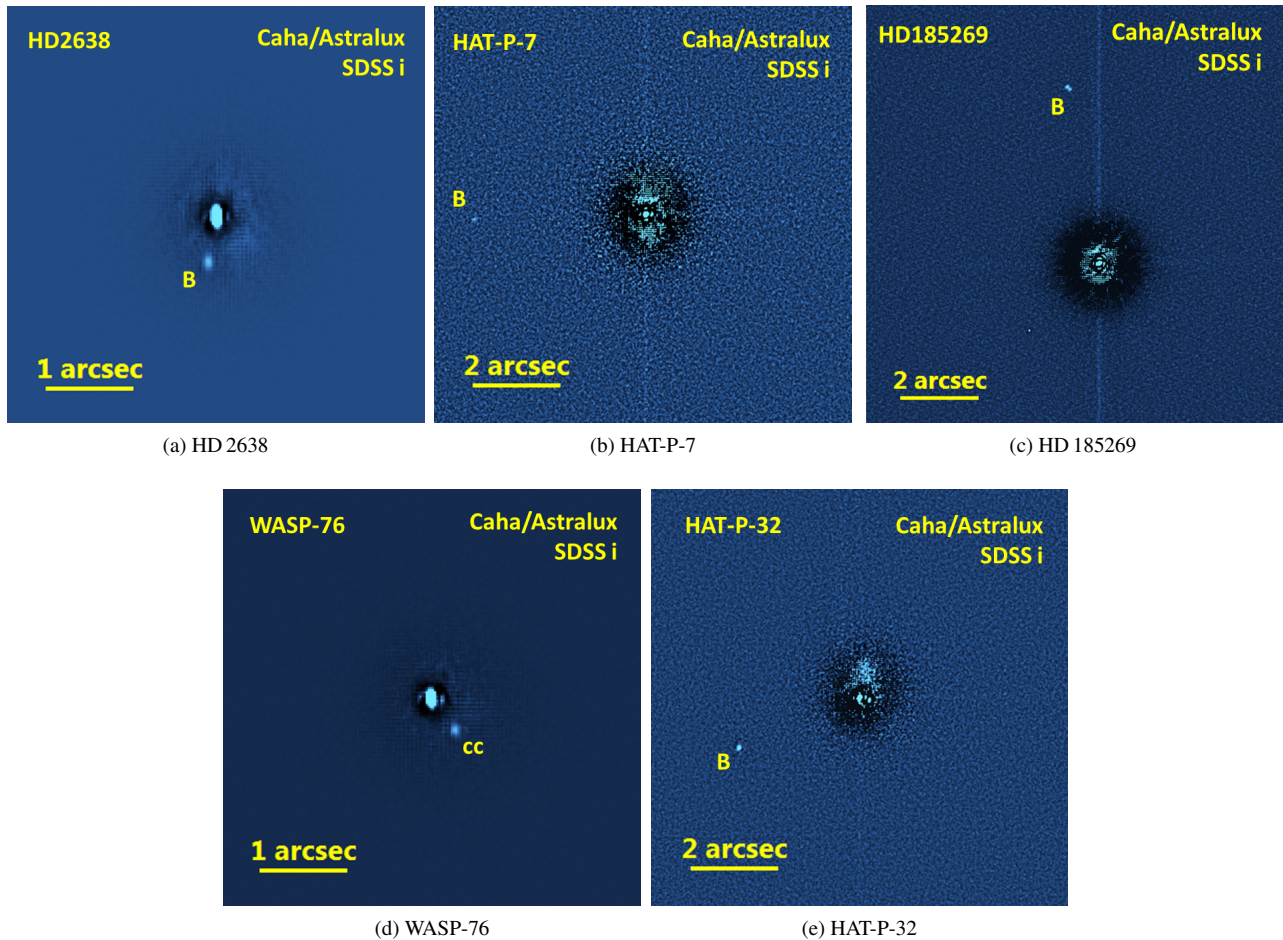 HD2638
Caha/Astralux
SDSS i
B
1 arcsec
(a) HD 2638
HAT-P-7
Caha/Astralux
SDSS i
B
2 arcsec
(b) HAT-P-7
HD185269
Caha/Astralux
SDSS i
B
2 arcsec
(c) HD 185269
WASP-76
Caha/Astralux
SDSS i
cc
1 arcsec
(d) WASP-76
HAT-P-32
Caha/Astralux
SDSS i
B
2 arcsec
(e) HAT-P-32